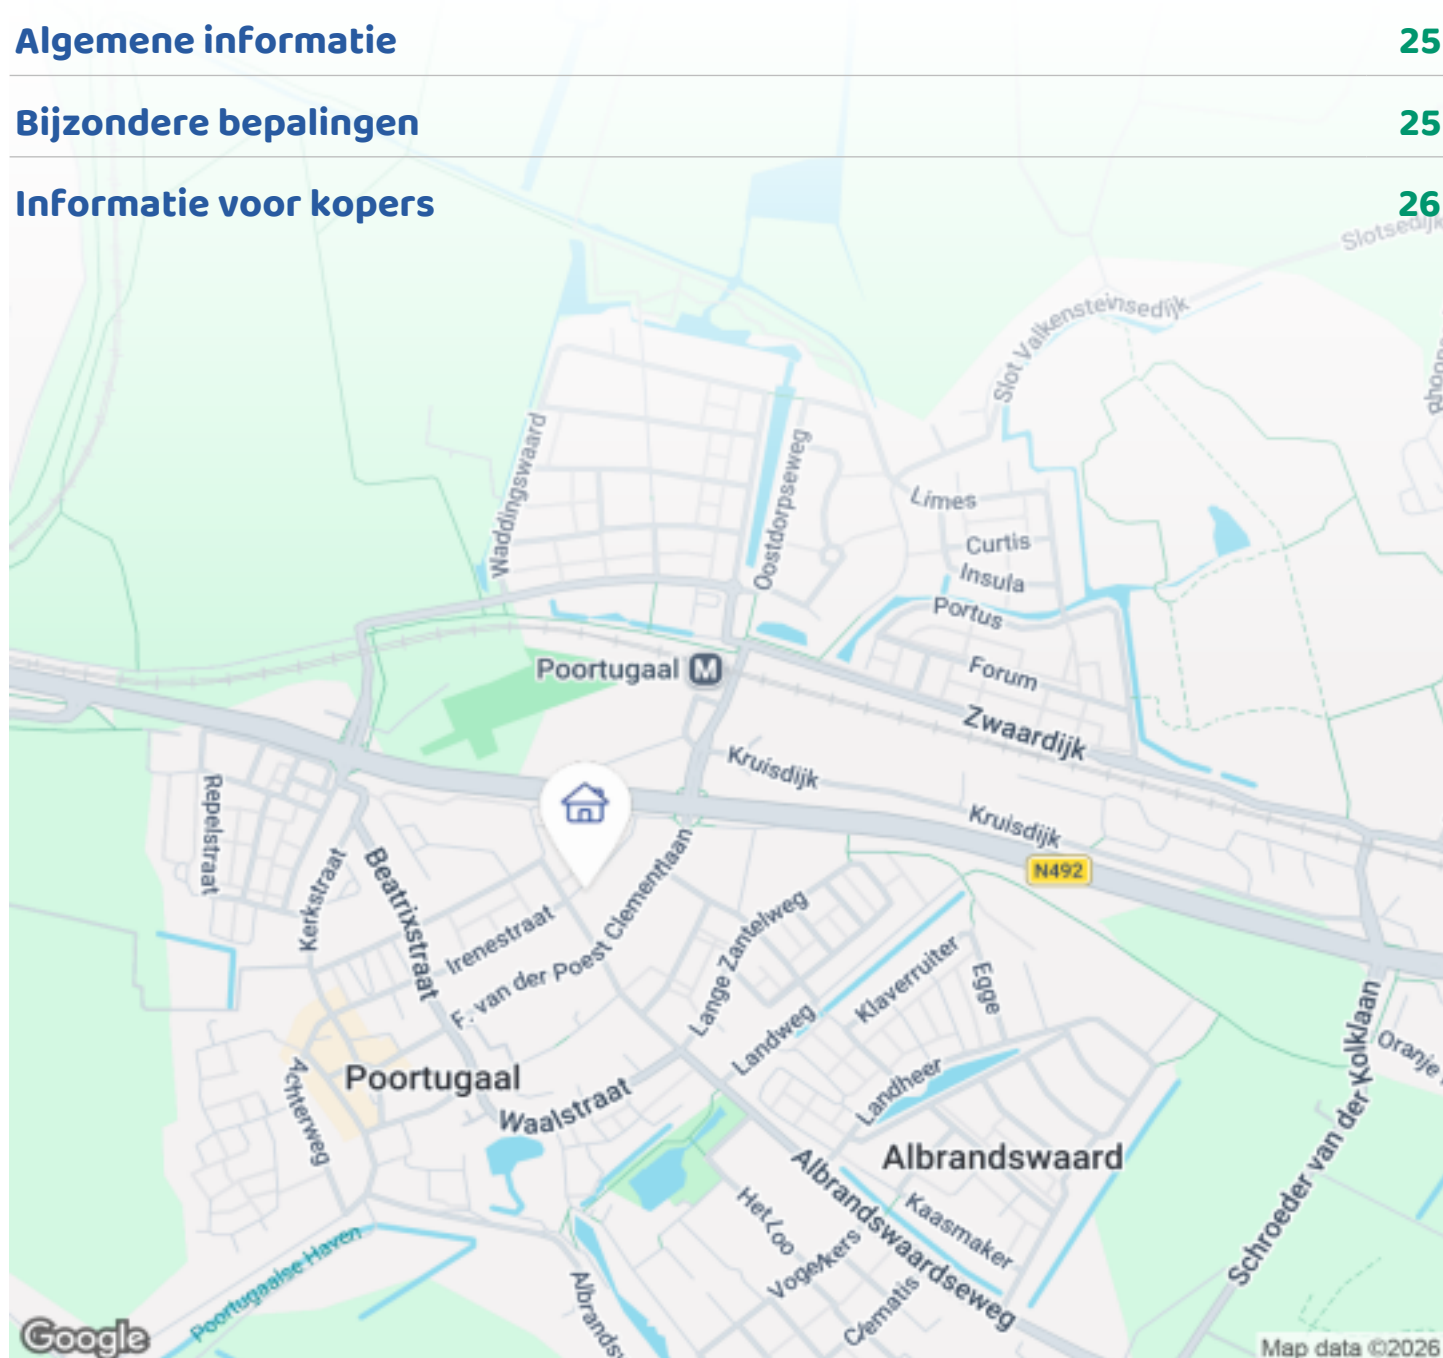 Algemene informatie 25
Bijzondere bepalingen 25
Informatie voor kopers 26
Slotsedijk
Slot Valkensteinsedijk
Waddingswaard
Oostdorpseweg
Limes
Curtis
Insula
Portus
Poortugaal M
Forum
Zwaardijk
Kruisdijk
Kruisdijk
N492
Repelstraat
Kerkstraat
Beatrixstraat
Irenestraat
F. van der Poest Clementlaan
Lange Zantelweg
Klaverruiter
Egge
Landweg
Landheer
Oranje
Poortugaal
Achterweg
Waalstraat
Albrandswaard
Schroeder van der Kolklaan
Albrandswaardseweg
Kaasmaker
Het Loo
Vogelkers
Clematis
Poortugaalse Haven
Albrands
Google
Map data ©2026